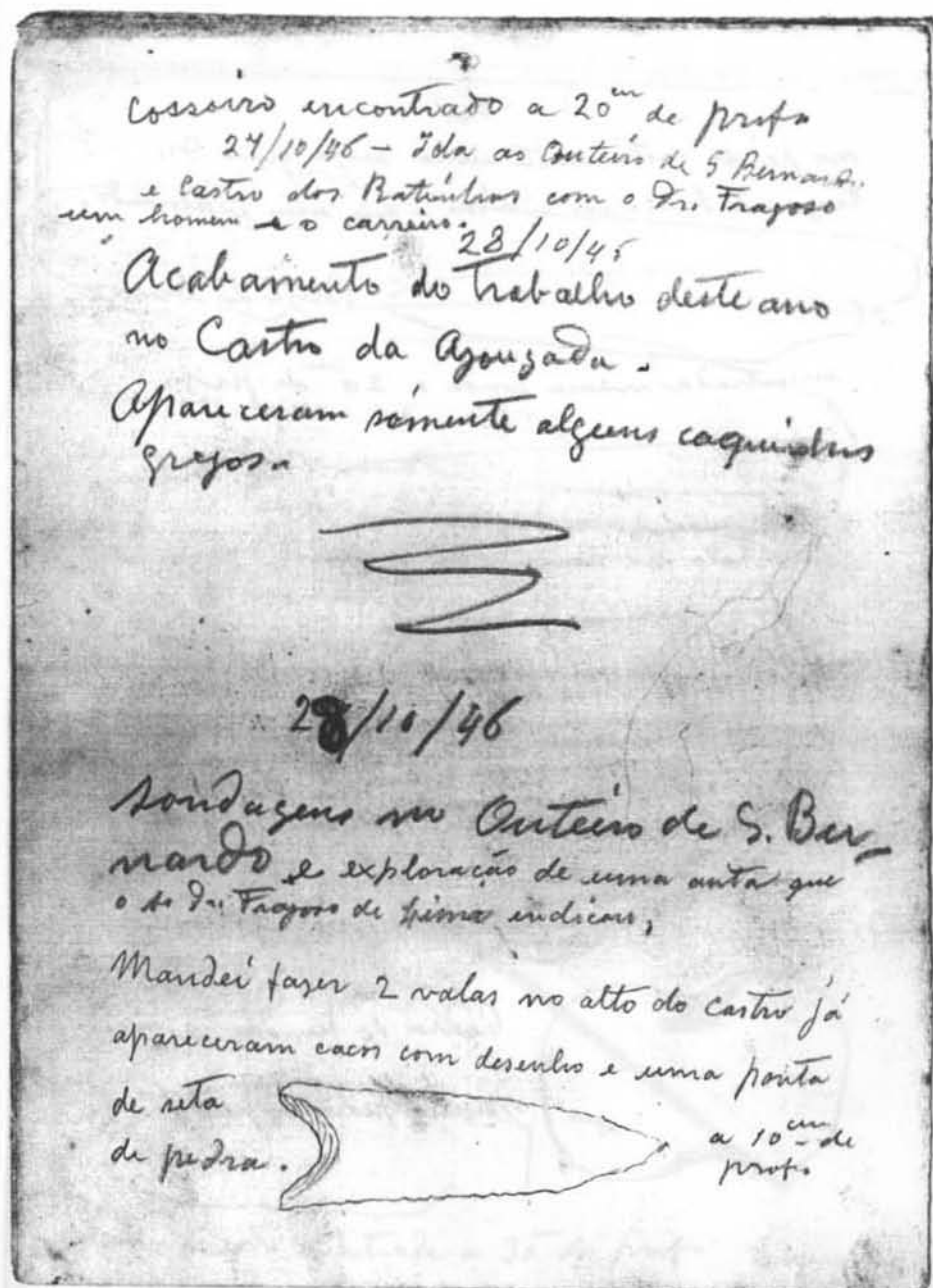 Cossoiro encontrado a 20cm de profa
27/10/46 – Ida ao Outeiro de S Bernardo
e Castro dos Ratinhos com o Dr. Fragoso
um homem e o carreiro.
28/10/46
Acabamento do trabalho deste ano
no Castro da Azougada.
Apareceram sómente alguns caquinhos
gregos.
28/10/46
Sondagens no Outeiro de S. Ber-
nardo e exploração de uma anta que
o Sr Dr. Fragoso de Lima indicou,
Mandei fazer 2 valas no alto do castro já
apareceram cacos com desenho e uma ponta
de seta
de pedra.
a 10cm de
profo